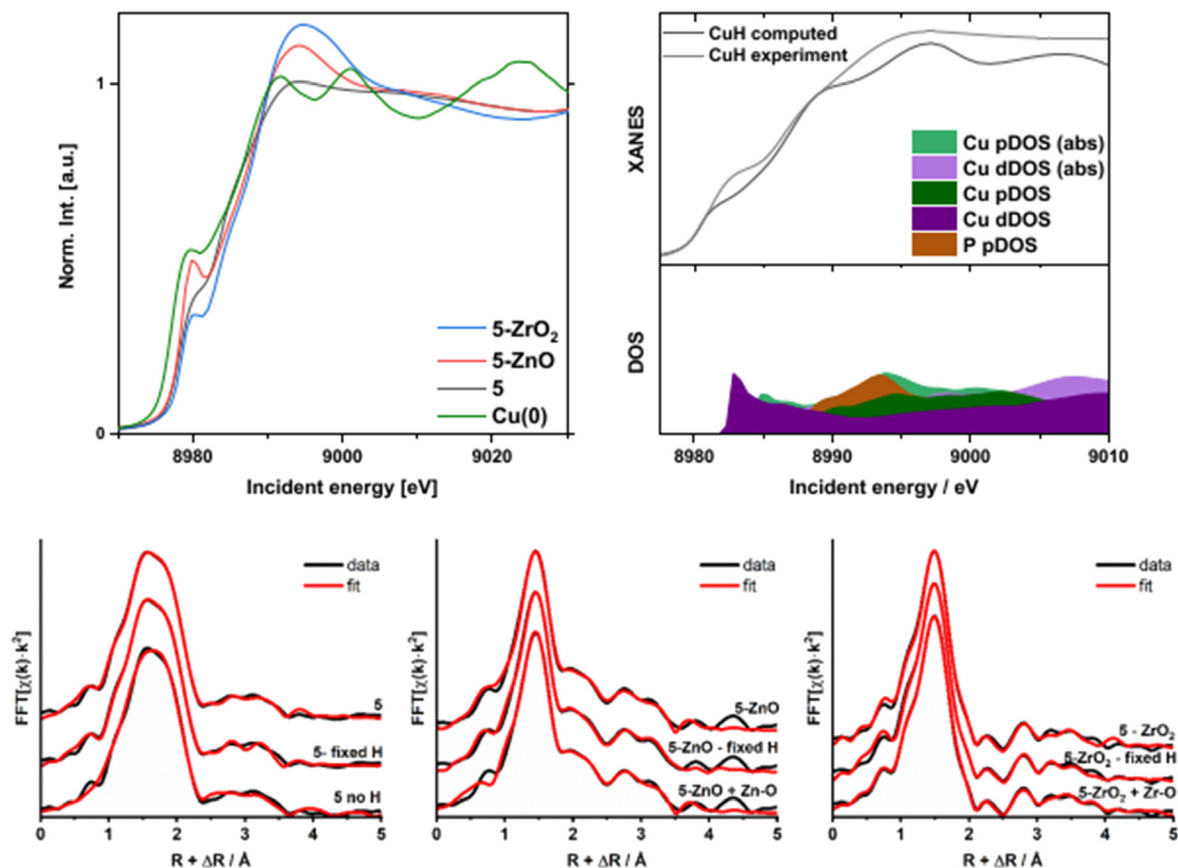 Norm. Int. [a.u.]
1
0
5-ZrO₂
5-ZnO
5
Cu(0)
8980
9000
9020
Incident energy [eV]
XANES
CuH computed
CuH experiment
Cu pDOS (abs)
Cu dDOS (abs)
Cu pDOS
Cu dDOS
P pDOS
DOS
8980
8990
9000
9010
Incident energy / eV
FFT[χ(k)·k²]
data
fit
5
5- fixed H
5 no H
0 1 2 3 4 5
R + ΔR / Å
FFT[χ(k)·k²]
data
fit
5-ZnO
5-ZnO - fixed H
5-ZnO + Zn-O
0 1 2 3 4 5
R + ΔR / Å
FFT[χ(k)·k²]
data
fit
5 - ZrO₂
5-ZrO₂ - fixed H
5-ZrO₂ + Zr-O
0 1 2 3 4 5
R + ΔR / Å